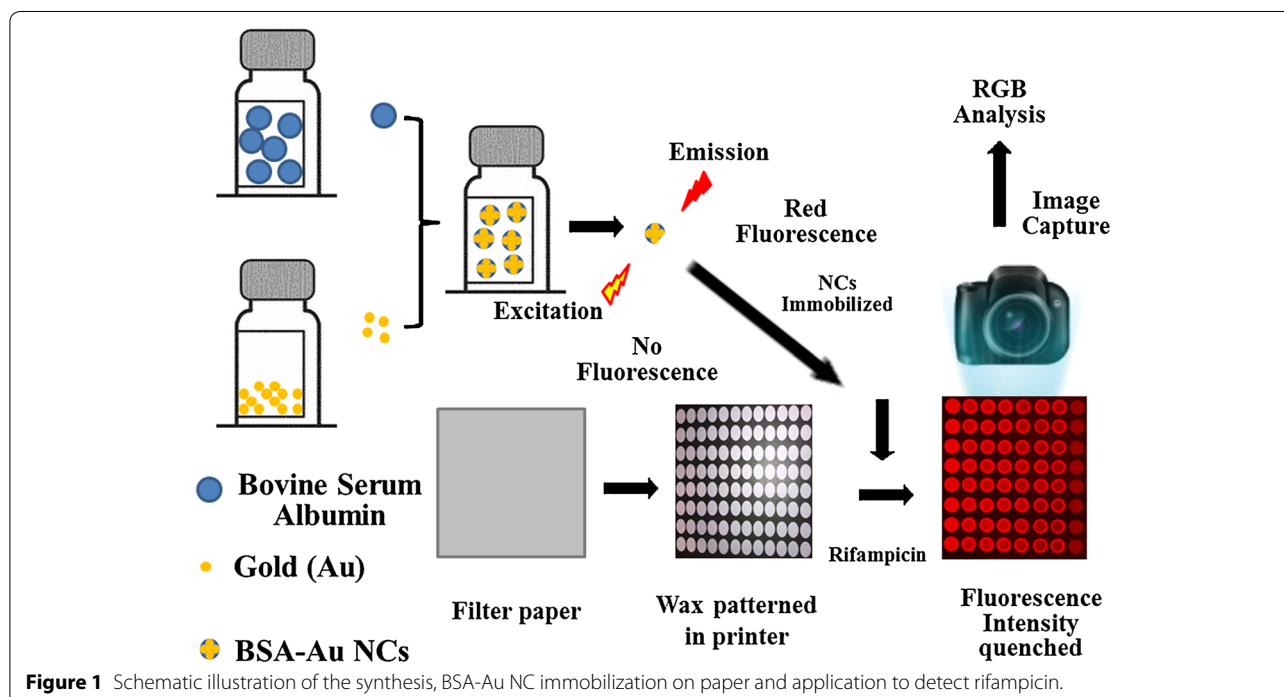 RGB
Analysis
Emission
Image
Capture
Red
Fluorescence
NCs
Immobilized
Excitation
No
Fluorescence
Bovine Serum
Albumin
Gold (Au)
BSA-Au NCs
Filter paper
Wax patterned
in printer
Rifampicin
Fluorescence
Intensity
quenched
Figure 1 Schematic illustration of the synthesis, BSA-Au NC immobilization on paper and application to detect rifampicin.